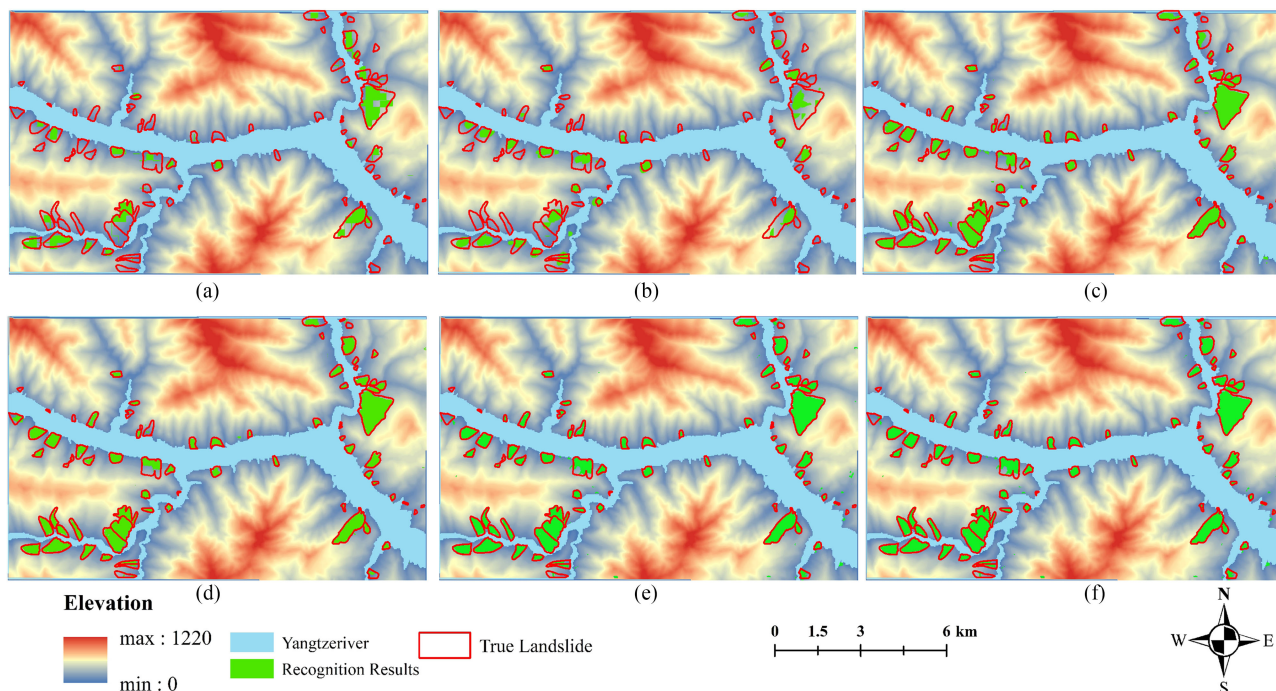 (a)
(b)
(c)
(d)
(e)
(f)
Elevation
max : 1220
min : 0
Yangtzeriver
Recognition Results
True Landslide
0 1.5 3 6 km
N
W E
S